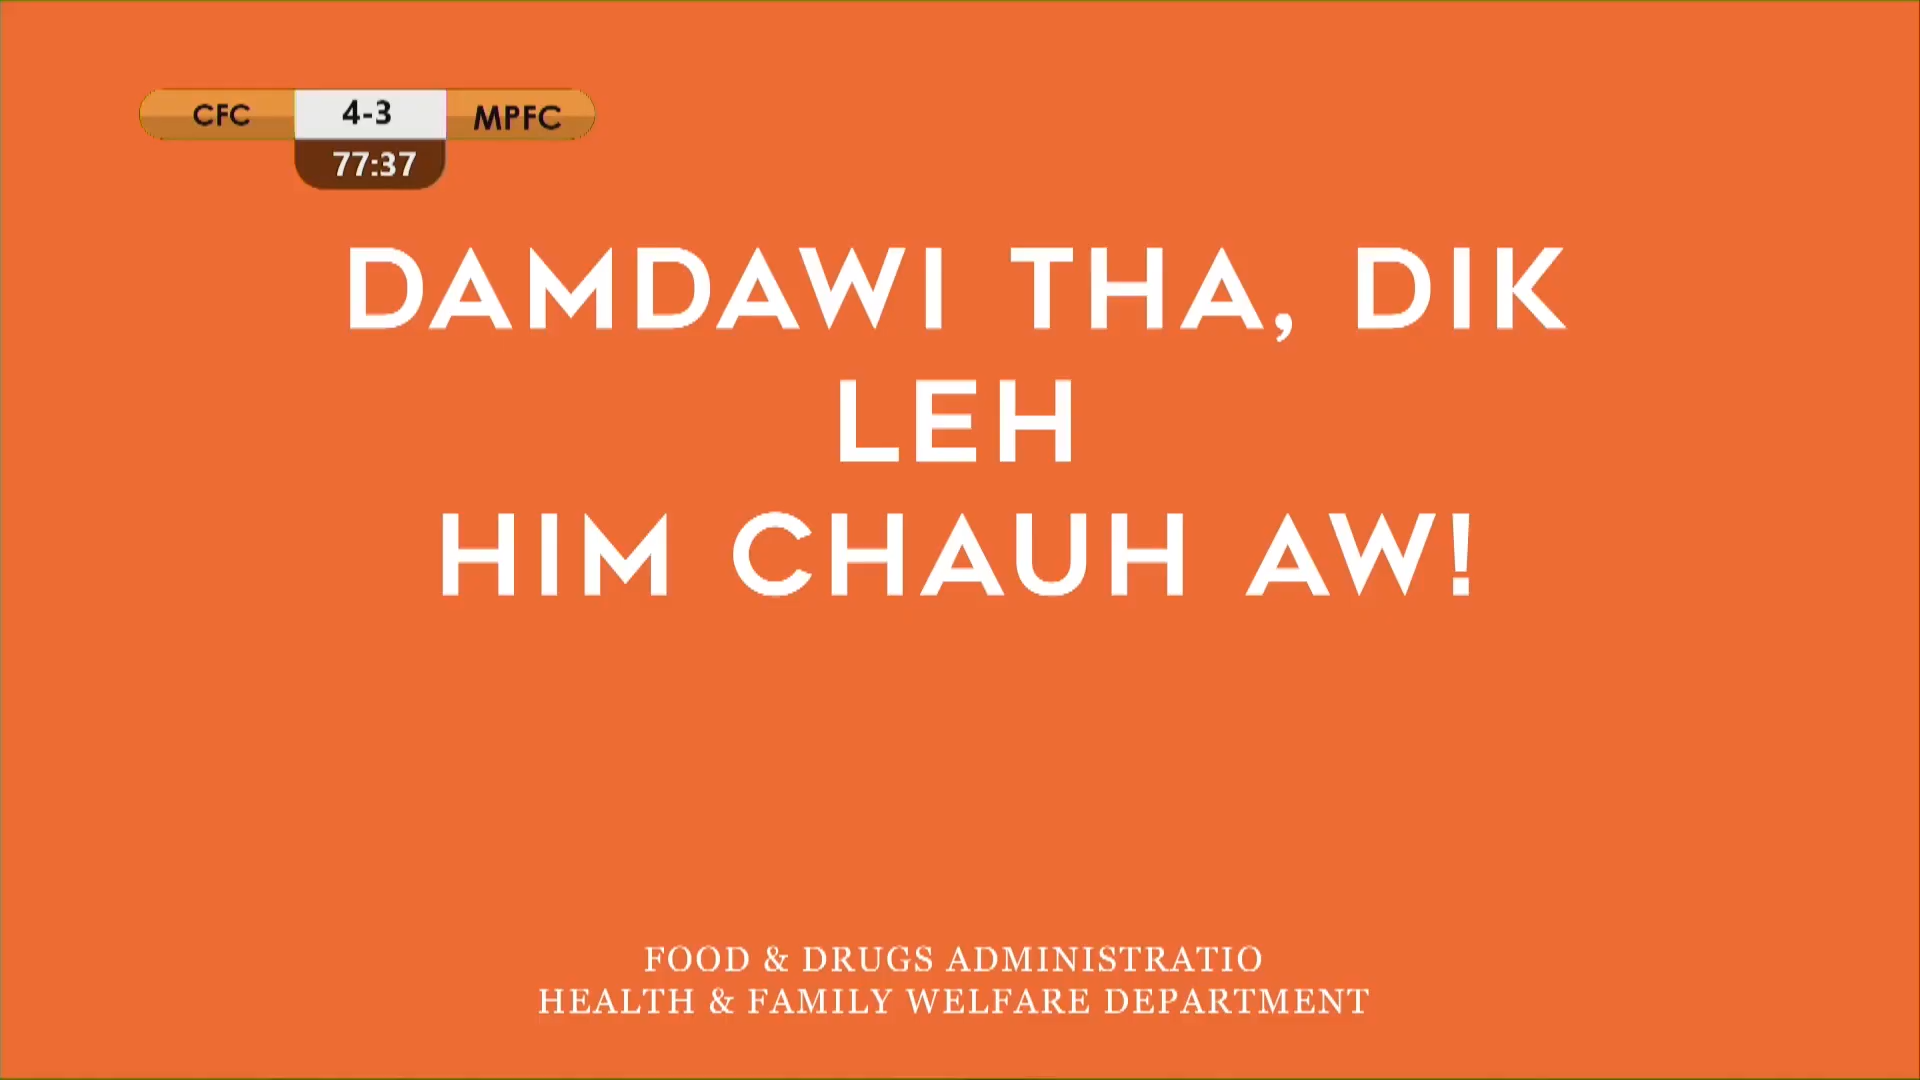 CFC 4-3 MPFC
77:37
DAMDAWI THA, DIK
LEH
HIM CHAUH AW!
FOOD & DRUGS ADMINISTRATIO
HEALTH & FAMILY WELFARE DEPARTMENT